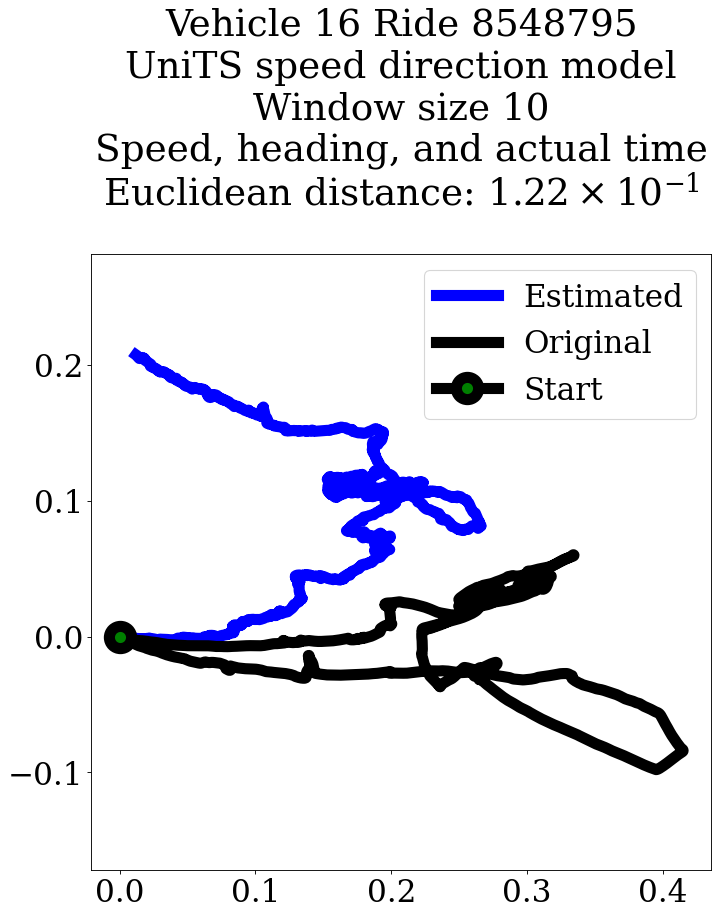 Vehicle 16 Ride 8548795
UniTS speed direction model
Window size 10
Speed, heading, and actual time
Euclidean distance: 1.22 × 10⁻¹
Estimated
Original
Start
0.2
0.1
0.0
−0.1
0.0 0.1 0.2 0.3 0.4